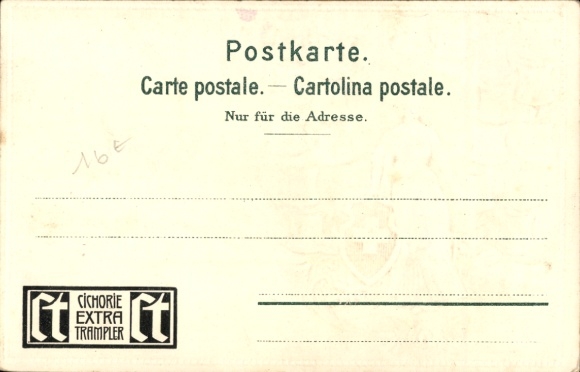 Postkarte.
Carte postale. — Cartolina postale.
Nur für die Adresse.
16€
Ct CICHORIE Ct
EXTRA
TRAMPLER